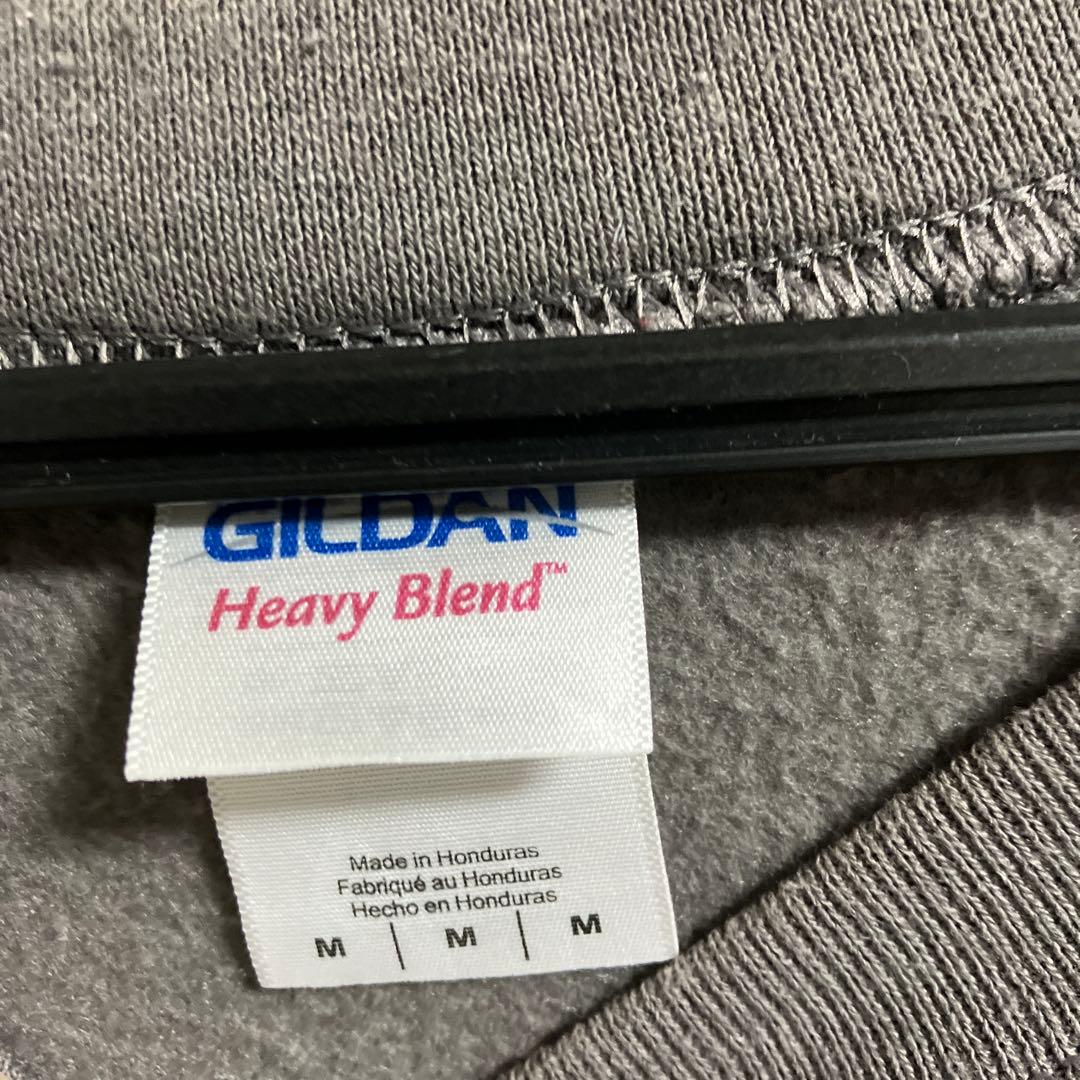 GILDAN
Heavy Blend™
Made in Honduras
Fabriqué au Honduras
Hecho en Honduras
M | M | M